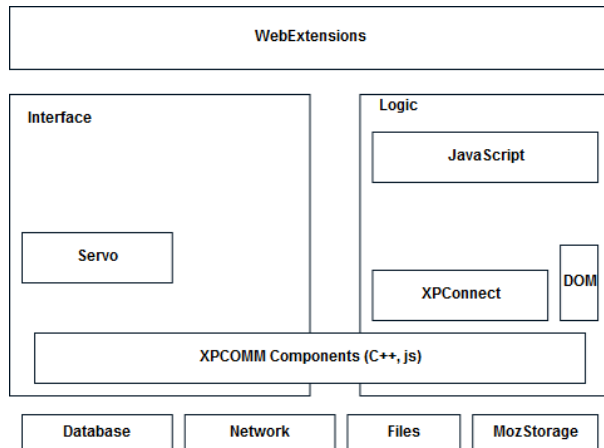 WebExtensions
Interface
Logic
JavaScript
Servo
XPConnect
DOM
XPCOMM Components (C++, js)
Database
Network
Files
MozStorage